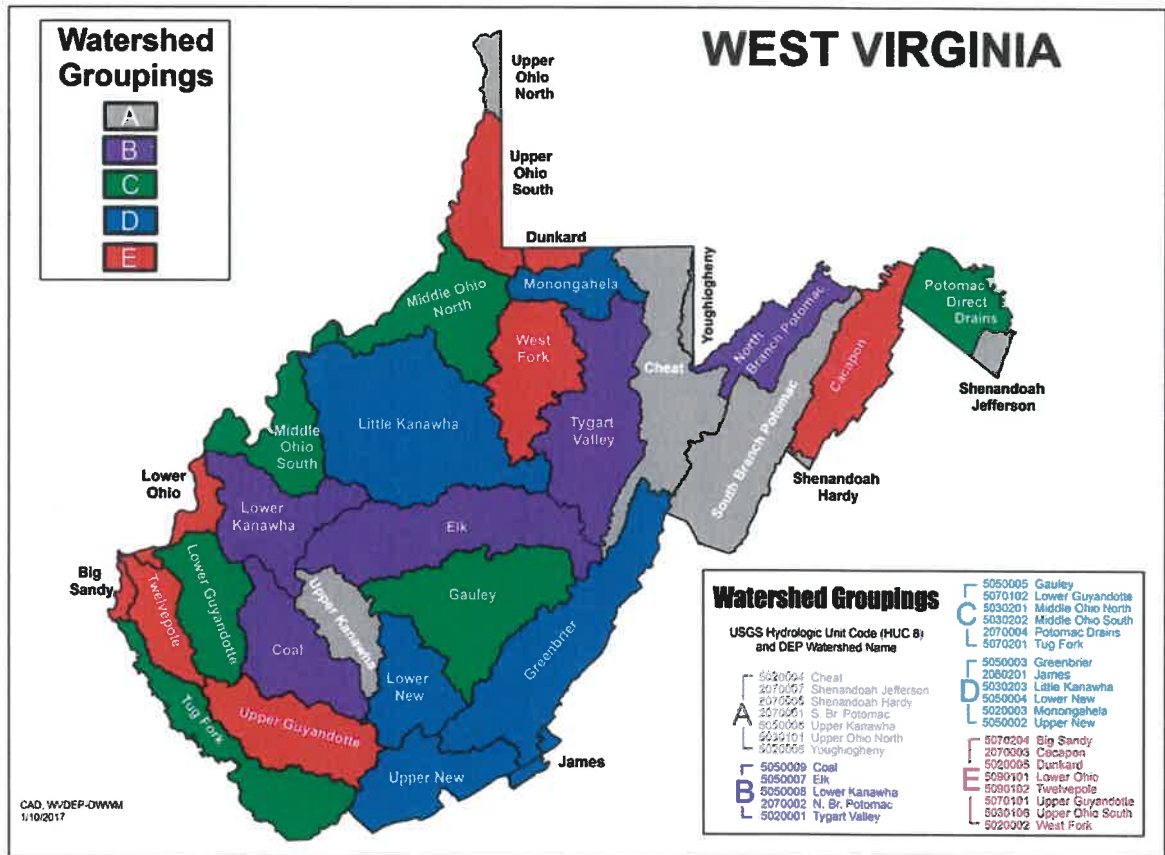 Watershed
Groupings
A
B
C
D
E
WEST VIRGINIA
Upper
Ohio
North
Upper
Ohio
South
Dunkard
Monongahela
Middle Ohio
North
Youghiogheny
North
Branch Potomac
Potomac
Direct
Drains
West
Fork
Cheat
Cacapon
Shenandoah
Jefferson
South Branch Potomac
Little Kanawha
Tygart
Valley
Middle
Ohio
South
Shenandoah
Hardy
Lower
Ohio
Lower
Kanawha
Elk
Big
Sandy
Twelvepole
Lower Guyandotte
Upper Kanawha
Gauley
Coal
Greenbrier
Lower
New
Tug Fork
Upper Guyandotte
Upper New
James
CAD, WVDEP-DWWM
1/10/2017
Watershed Groupings
USGS Hydrologic Unit Code (HUC 8)
and DEP Watershed Name
A
5020004 Cheat
2070007 Shenandoah Jefferson
Shenandoah Hardy
2070001 S. Br Potomac
5050006 Upper Kanawha
5030101 Upper Ohio North
5020006 Youghiogheny
B
5050009 Coal
5050007 Elk
5050008 Lower Kanawha
2070002 N. Br. Potomac
5020001 Tygart Valley
C
5050005 Gauley
5070102 Lower Guyandotte
5030201 Middle Ohio North
5030202 Middle Ohio South
2070004 Potomac Drains
5070201 Tug Fork
D
5050003 Greenbrier
2080201 James
5030203 Little Kanawha
5050004 Lower New
5020003 Monongahela
5050002 Upper New
E
5070204 Big Sandy
2070003 Cacapon
5020005 Dunkard
5090101 Lower Ohio
5090102 Twelvepole
5070101 Upper Guyandotte
5030106 Upper Ohio South
5020002 West Fork